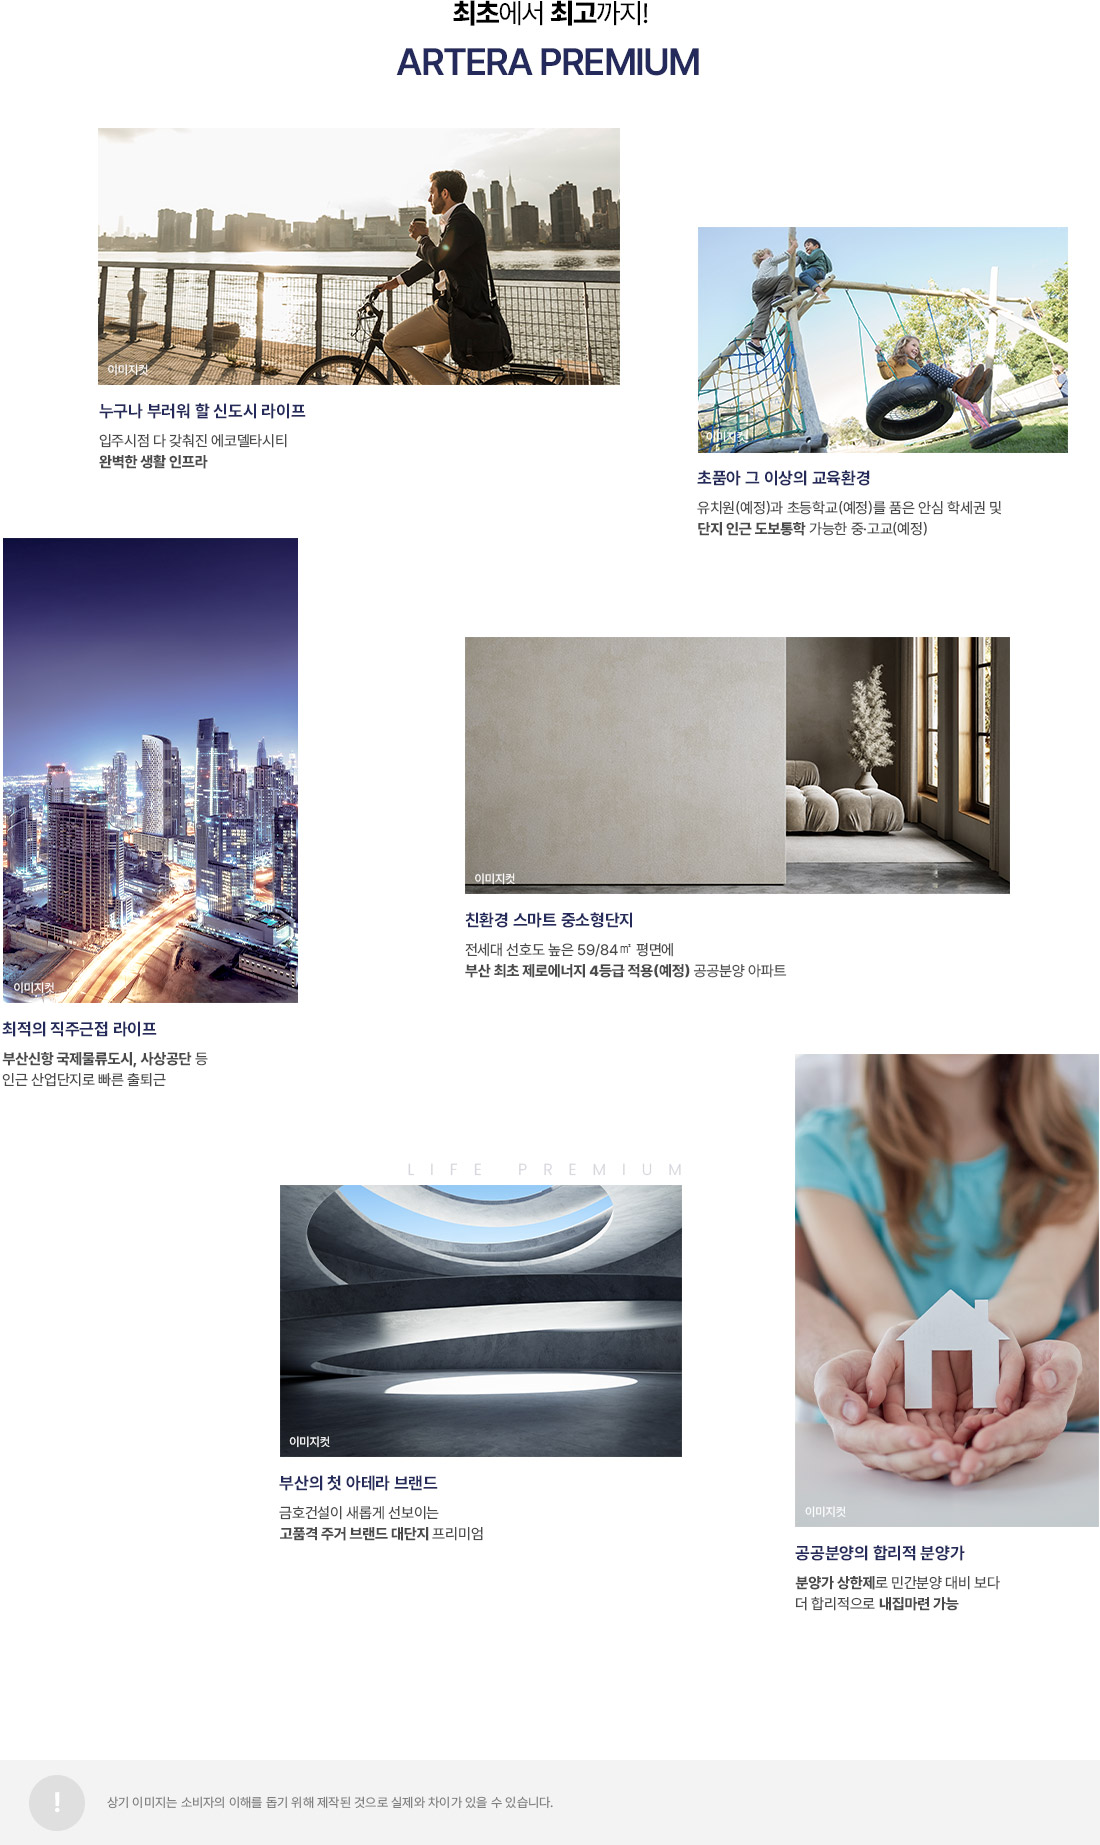 최초에서 최고까지!
ARTERA PREMIUM
이미지컷
누구나 부러워 할 신도시 라이프
입주시점 다 갖춰진 에코델타시티
완벽한 생활 인프라
이미지컷
초품아 그 이상의 교육환경
유치원(예정)과 초등학교(예정)를 품은 안심 학세권 및
단지 인근 도보통학 가능한 중·고교(예정)
이미지컷
최적의 직주근접 라이프
부산신항 국제물류도시, 사상공단 등
인근 산업단지로 빠른 출퇴근
이미지컷
친환경 스마트 중소형단지
전세대 선호도 높은 59/84㎡ 평면에
부산 최초 제로에너지 4등급 적용(예정) 공공분양 아파트
LIFE PREMIUM
이미지컷
부산의 첫 아테라 브랜드
금호건설이 새롭게 선보이는
고품격 주거 브랜드 대단지 프리미엄
이미지컷
공공분양의 합리적 분양가
분양가 상한제로 민간분양 대비 보다
더 합리적으로 내집마련 가능
!
상기 이미지는 소비자의 이해를 돕기 위해 제작된 것으로 실제와 차이가 있을 수 있습니다.